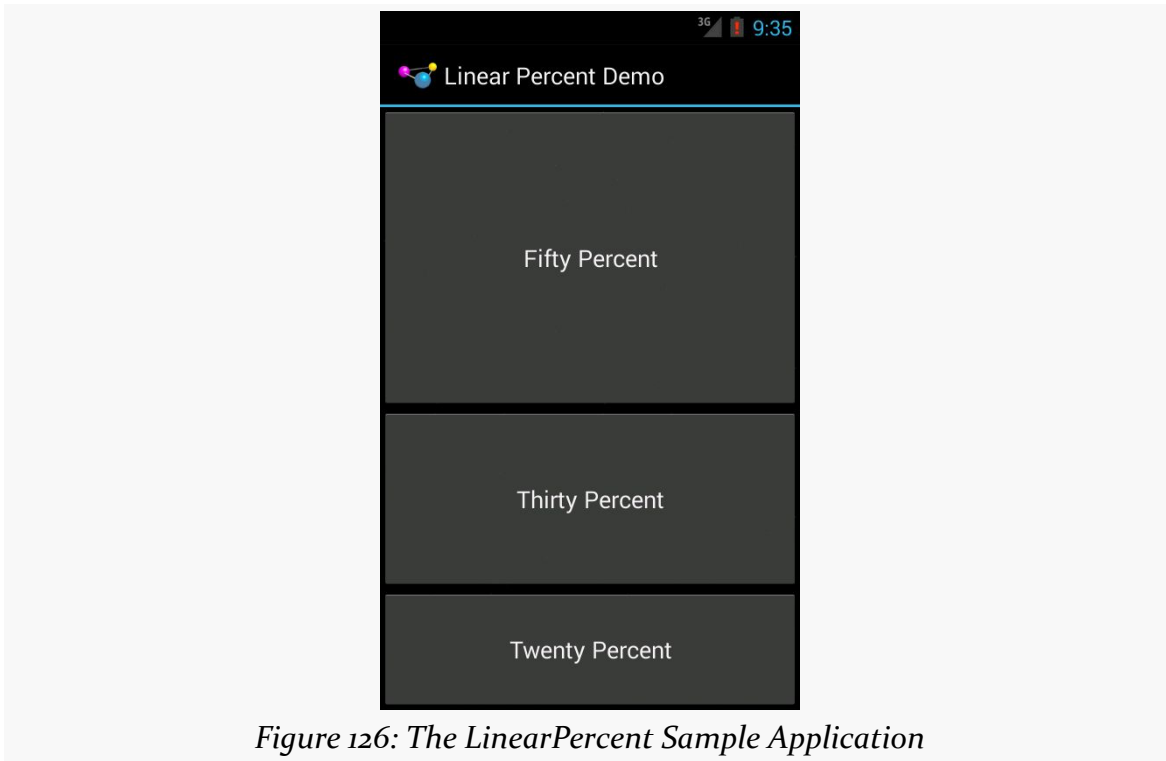 3G 9:35
Linear Percent Demo
Fifty Percent
Thirty Percent
Twenty Percent
Figure 126: The LinearPercent Sample Application